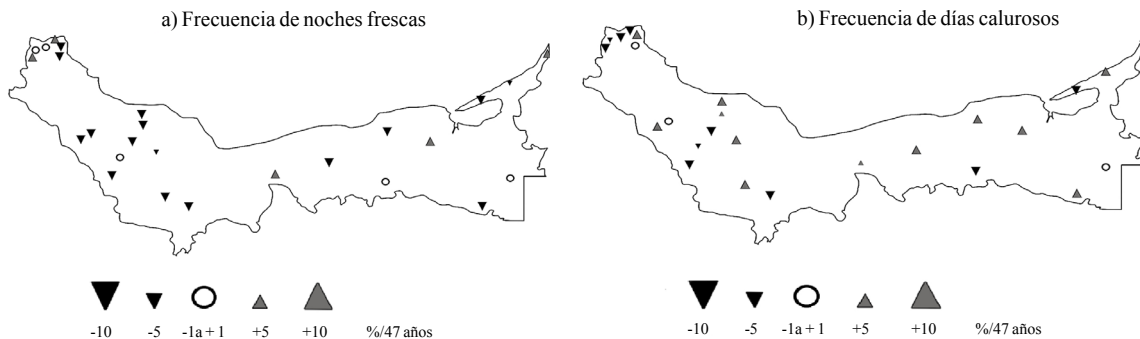 a) Frecuencia de noches frescas
-10 -5 -1a + 1 +5 +10 %/47 años
b) Frecuencia de días calurosos
-10 -5 -1a + 1 +5 +10 %/47 años